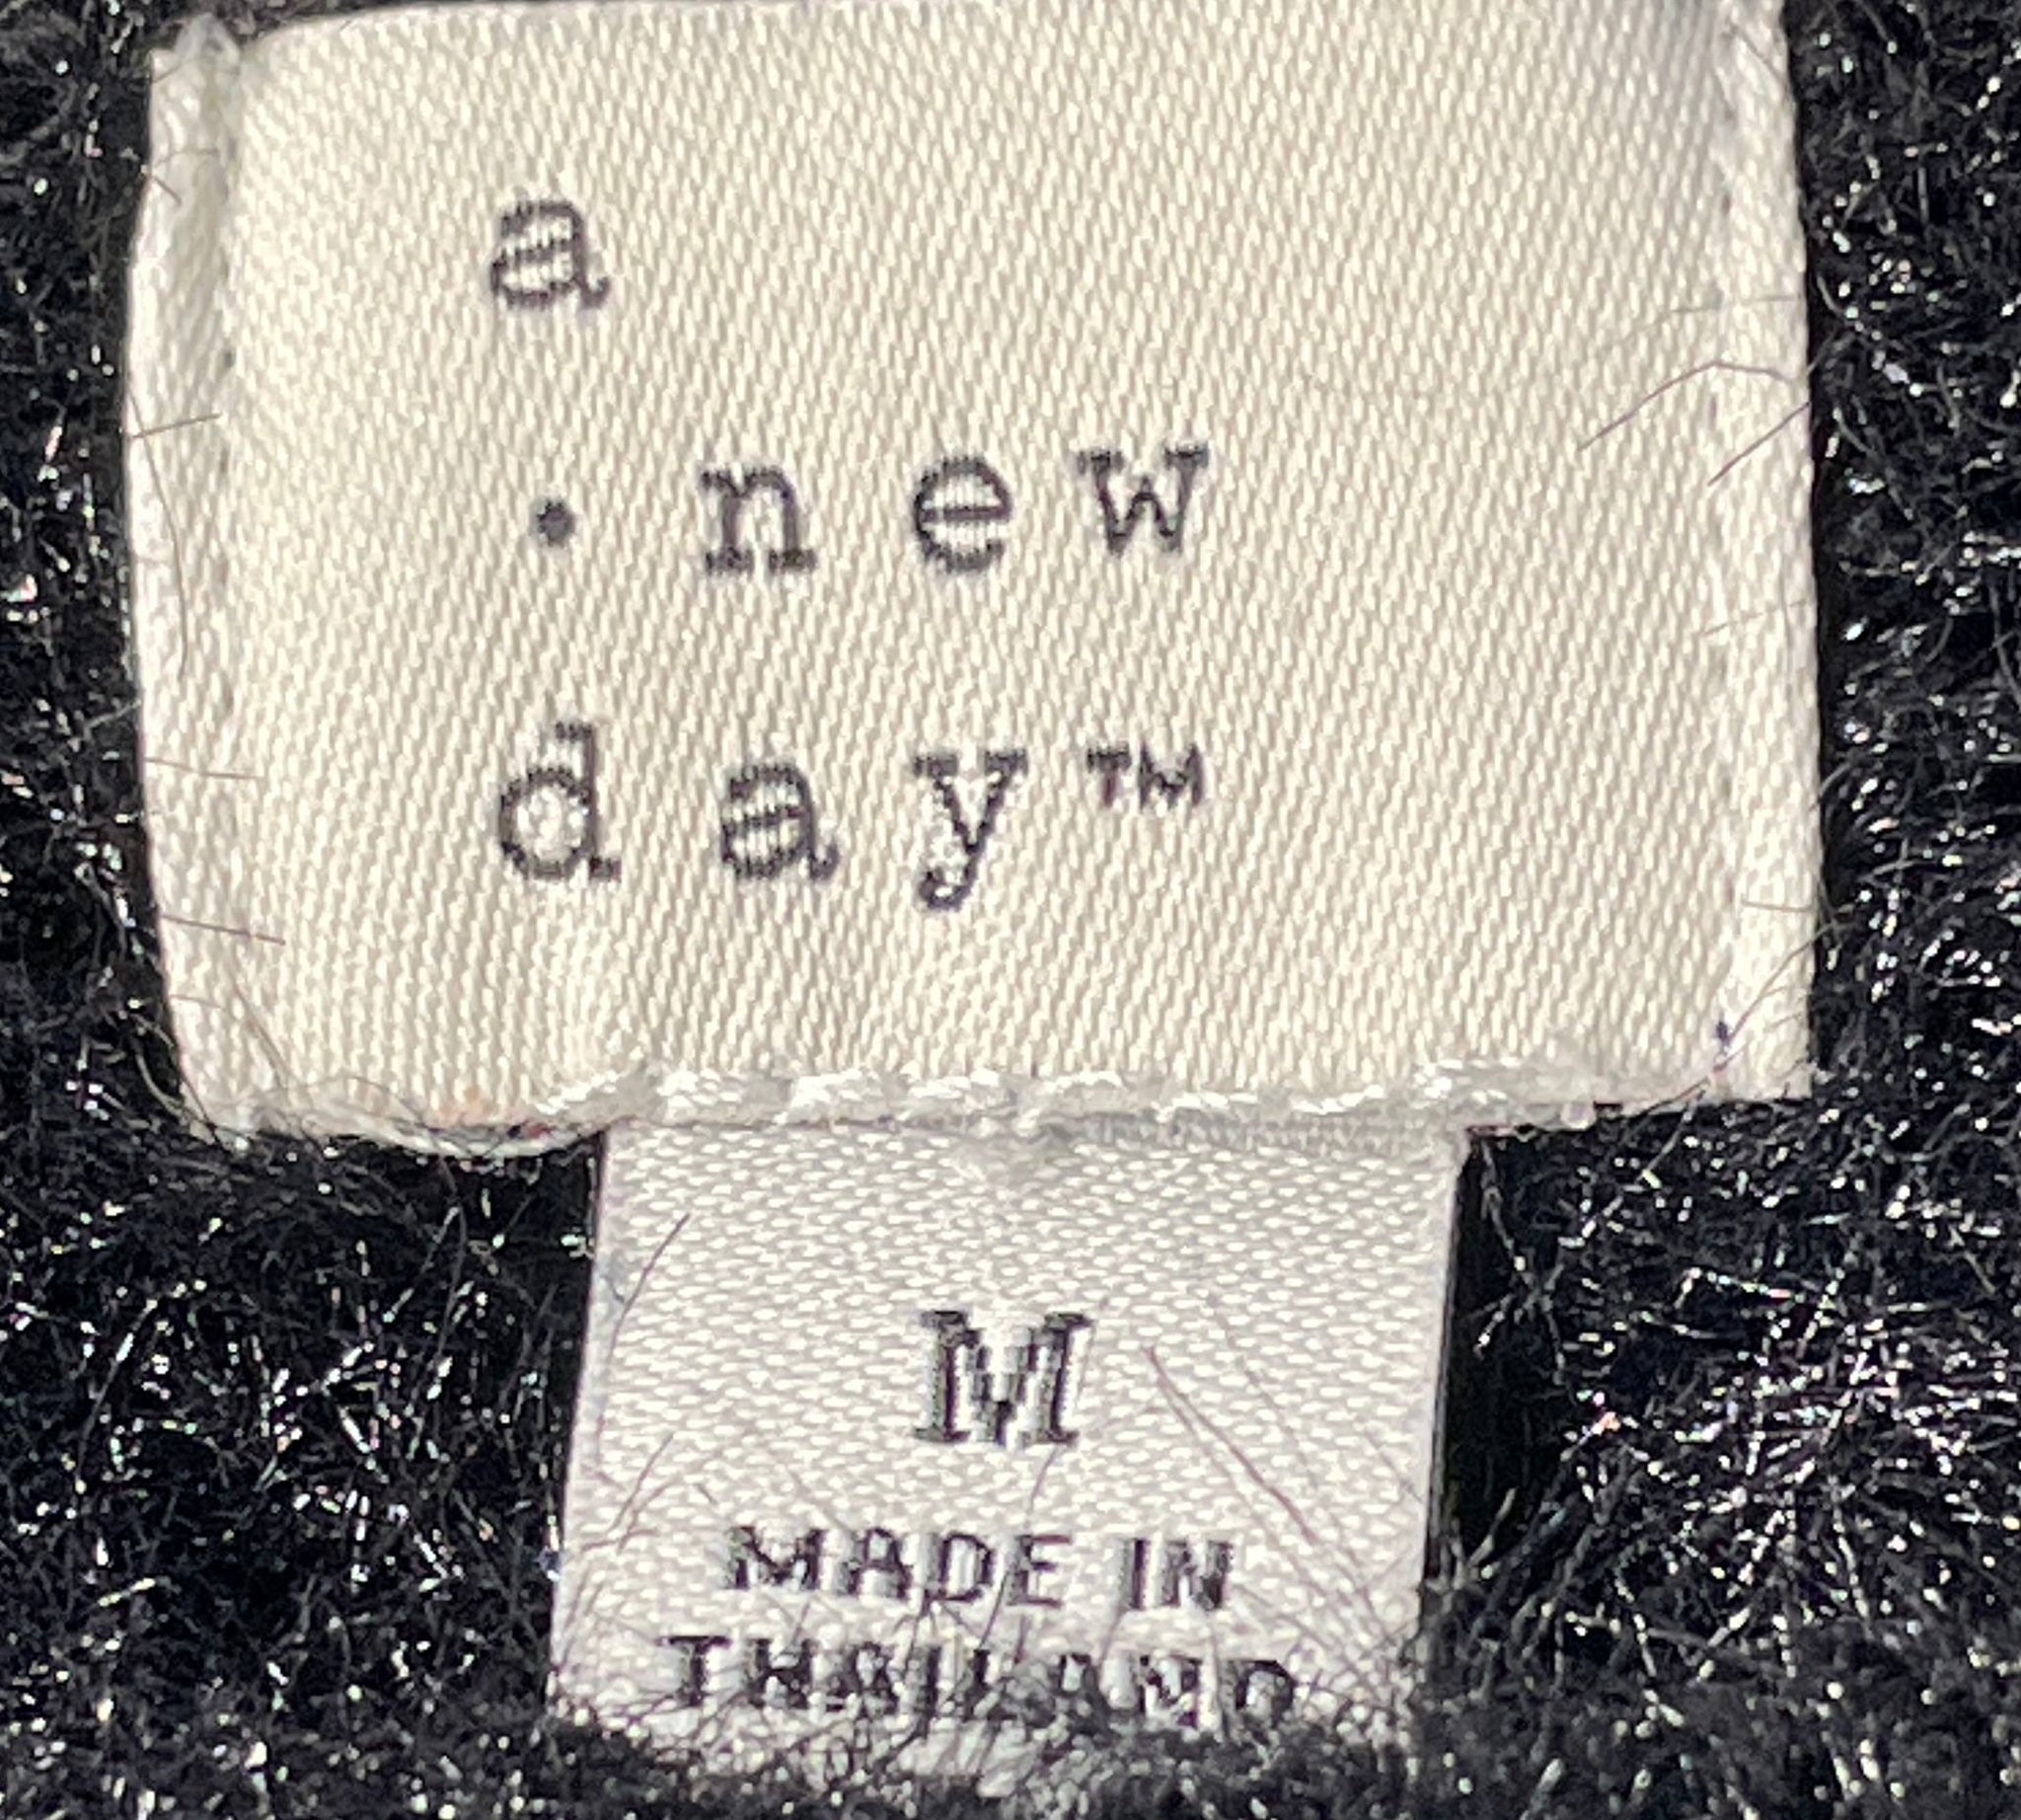 a
• new
day™
M
MADE IN
THAILAND